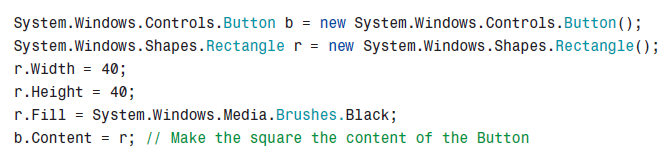 System.Windows.Controls.Button b = new System.Windows.Controls.Button();
System.Windows.Shapes.Rectangle r = new System.Windows.Shapes.Rectangle();
r.Width = 40;
r.Height = 40;
r.Fill = System.Windows.Media.Brushes.Black;
b.Content = r; // Make the square the content of the Button